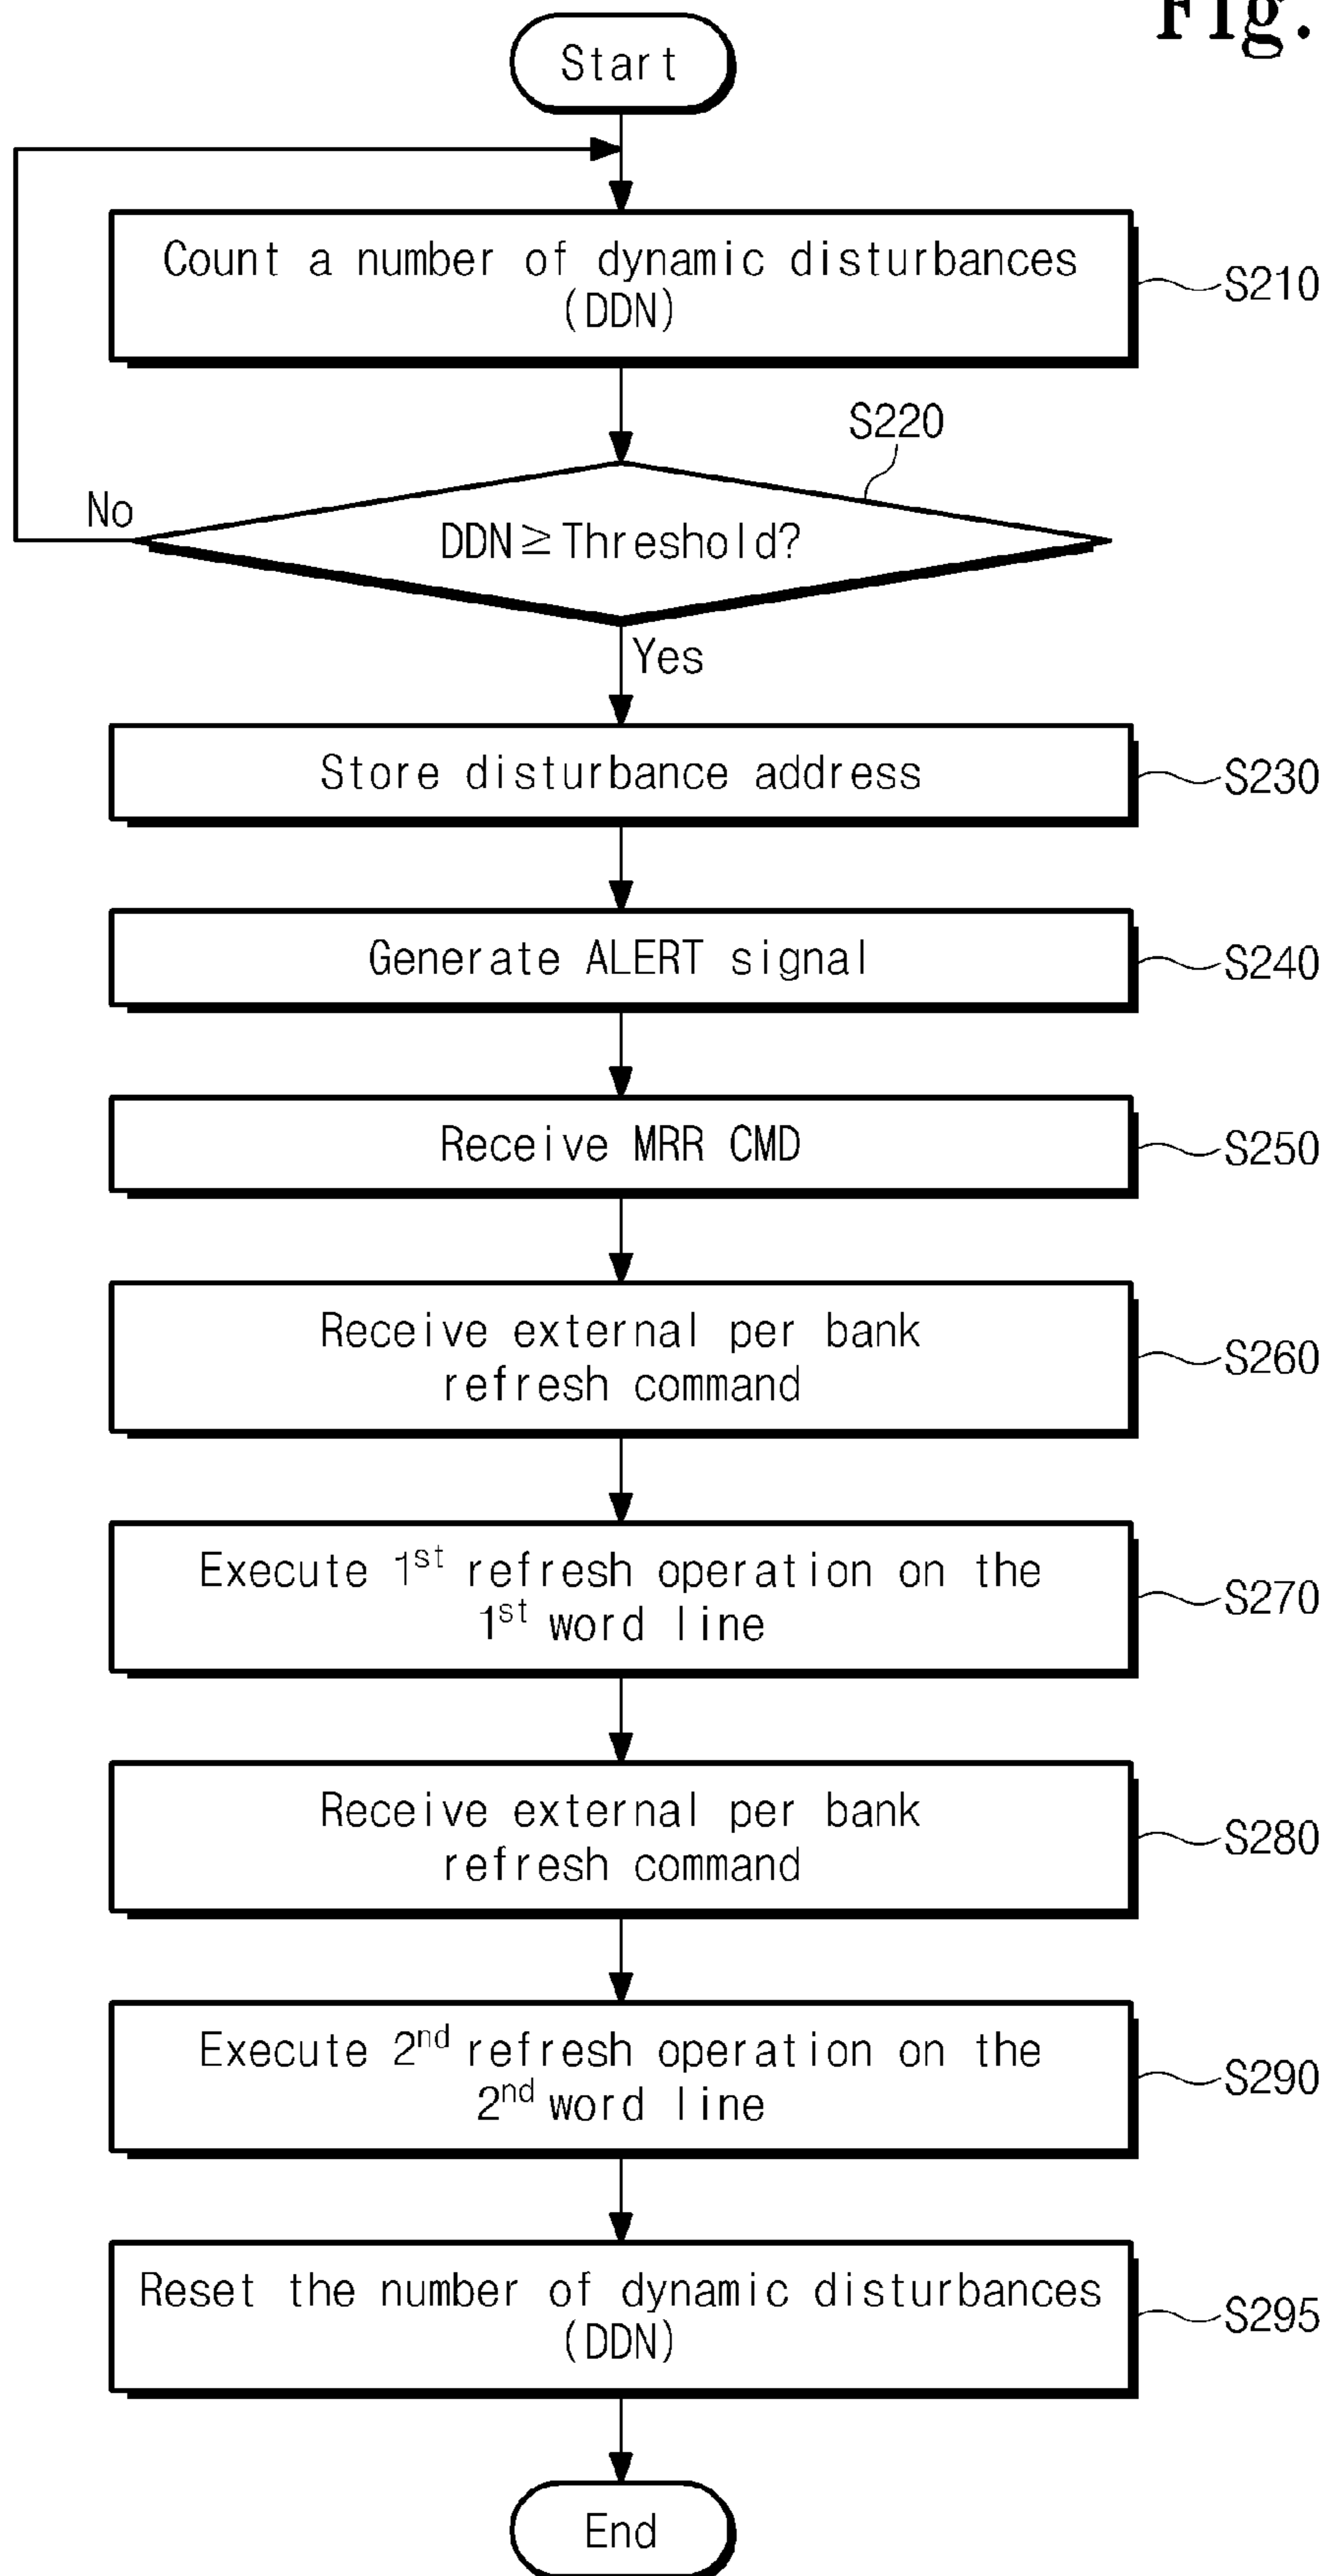 Fig.
Start
Count a number of dynamic disturbances
(DDN)
S210
S220
No
DDN≥Threshold?
Yes
Store disturbance address
S230
Generate ALERT signal
S240
Receive MRR CMD
S250
Receive external per bank
refresh command
S260
Execute 1st refresh operation on the
1st word line
S270
Receive external per bank
refresh command
S280
Execute 2nd refresh operation on the
2nd word line
S290
Reset the number of dynamic disturbances
(DDN)
S295
End